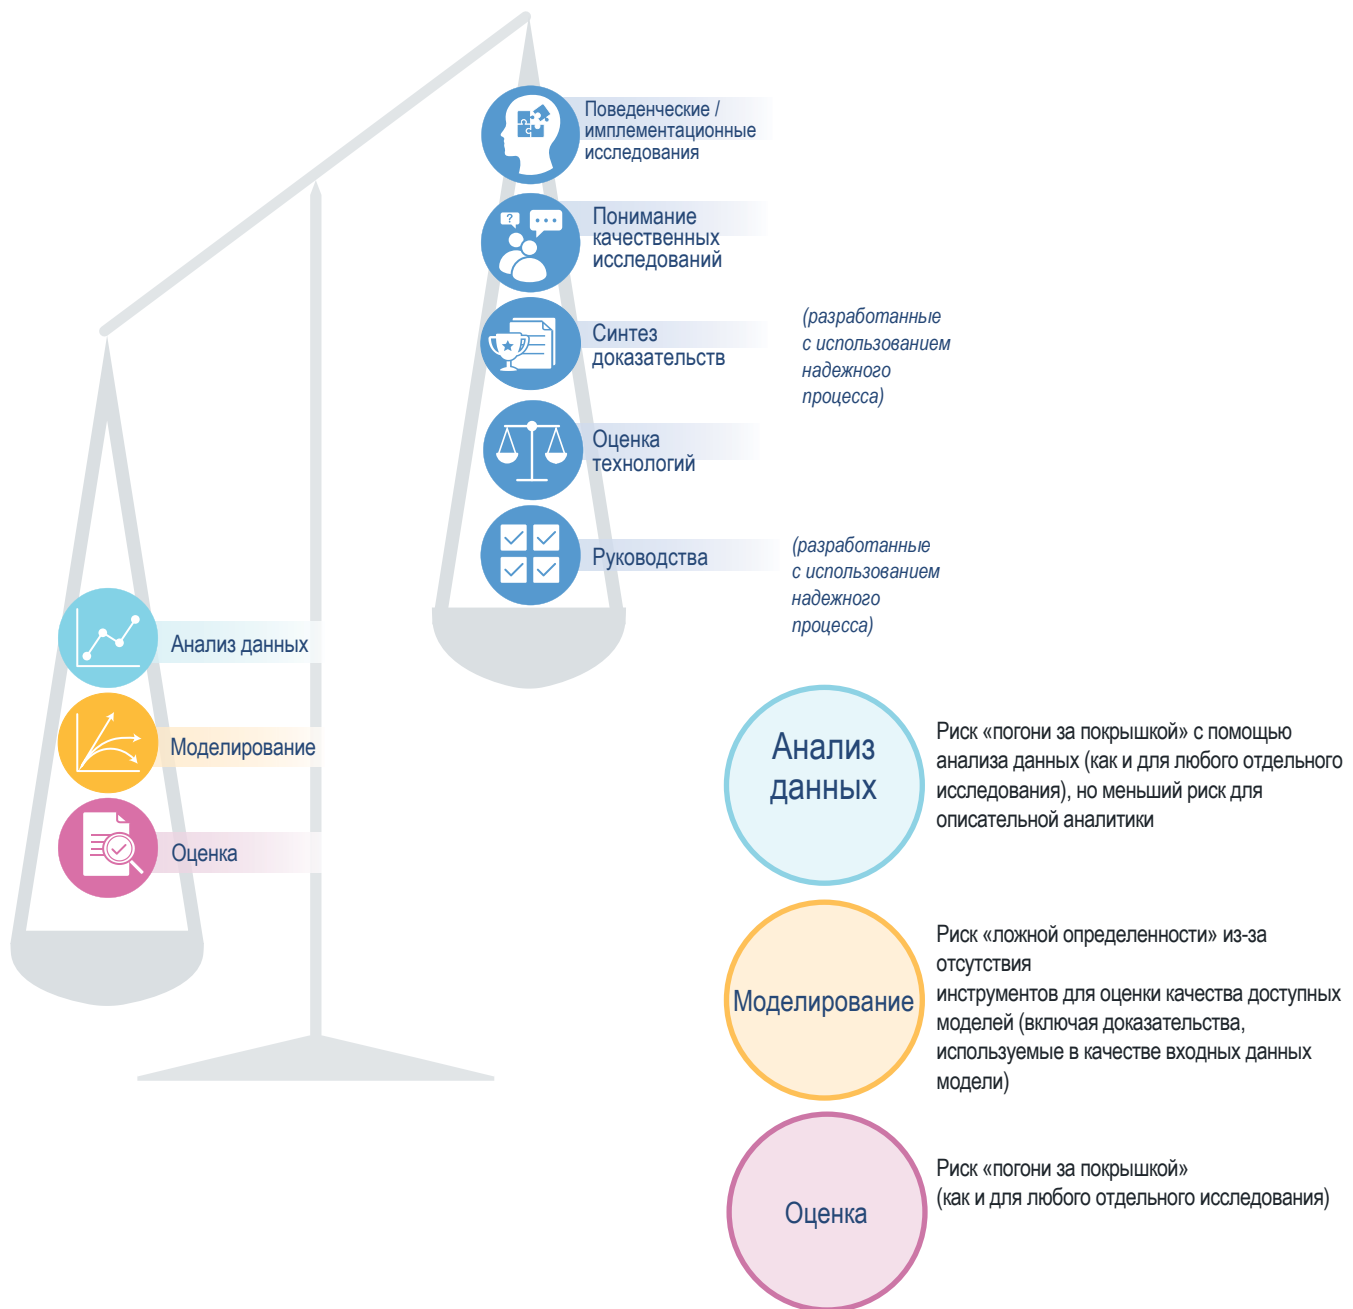 Поведенческие /
имплементационные
исследования
?
Понимание
качественных
исследований
Синтез
доказательств
(разработанные
с использованием
надежного
процесса)
Оценка
технологий
Руководства
(разработанные
с использованием
надежного
процесса)
Анализ данных
Моделирование
Оценка
Анализ
данных
Риск «погони за покрышкой» с помощью
анализа данных (как и для любого отдельного
исследования), но меньший риск для
описательной аналитики
Моделирование
Риск «ложной определенности» из-за
отсутствия
инструментов для оценки качества доступных
моделей (включая доказательства,
используемые в качестве входных данных
модели)
Оценка
Риск «погони за покрышкой»
(как и для любого отдельного исследования)